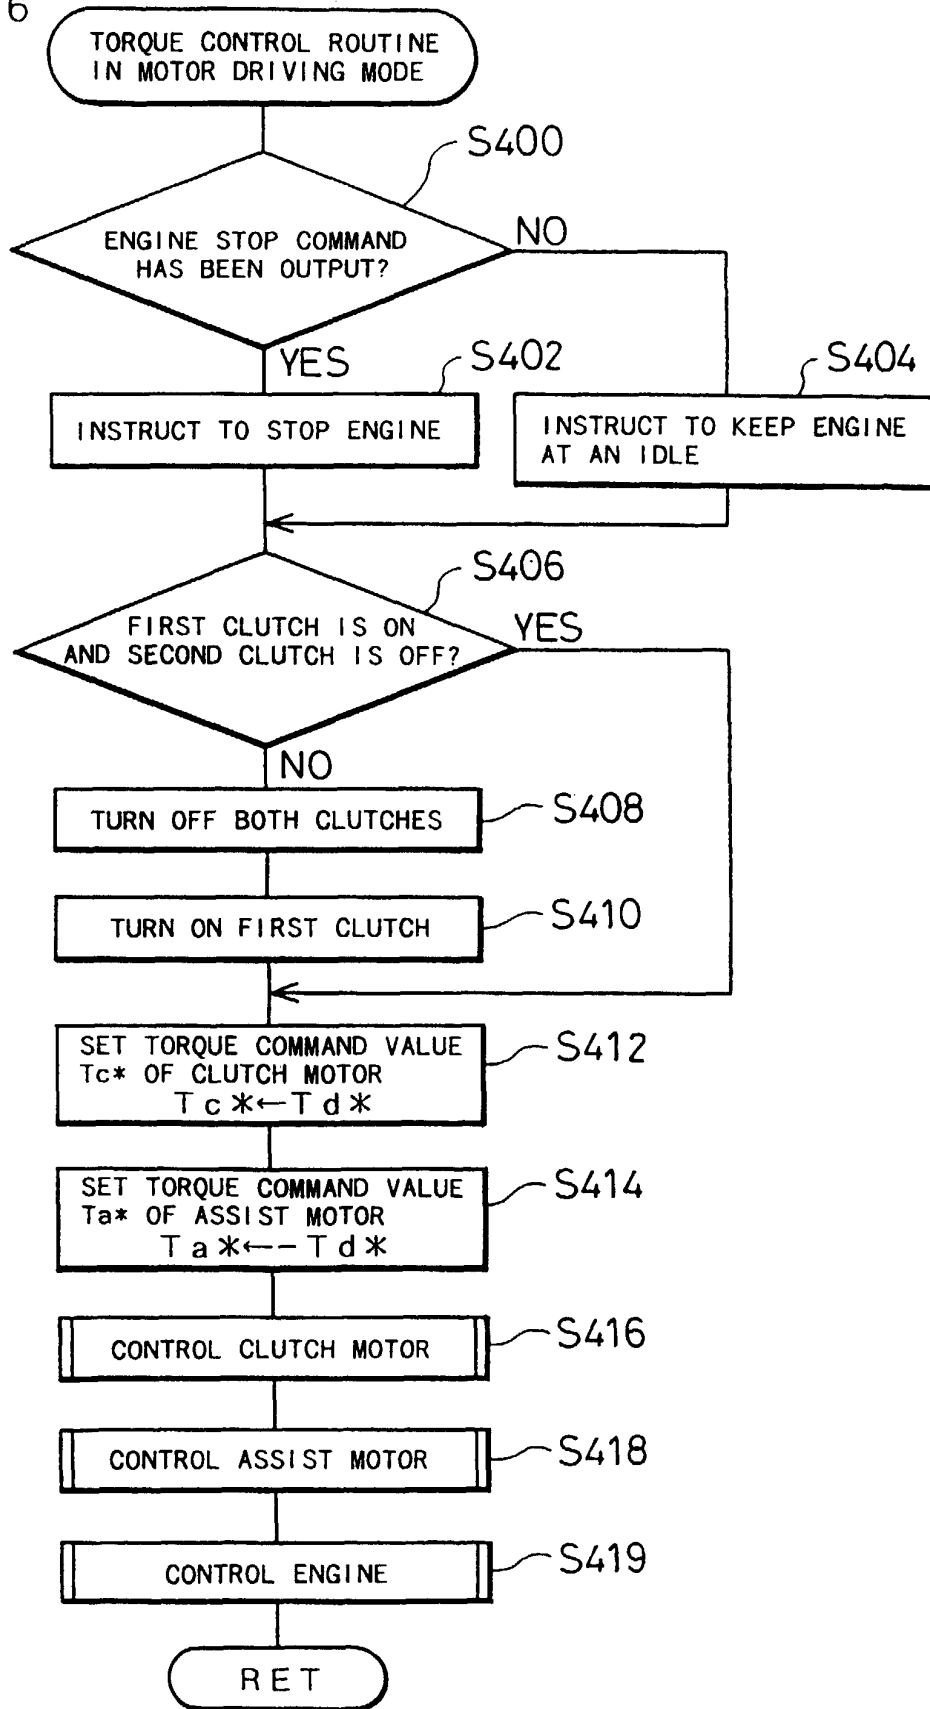 6
TORQUE CONTROL ROUTINE
IN MOTOR DRIVING MODE
S400
ENGINE STOP COMMAND
HAS BEEN OUTPUT?
NO
YES
S402
S404
INSTRUCT TO STOP ENGINE
INSTRUCT TO KEEP ENGINE
AT AN IDLE
S406
FIRST CLUTCH IS ON
AND SECOND CLUTCH IS OFF?
YES
NO
TURN OFF BOTH CLUTCHES
S408
TURN ON FIRST CLUTCH
S410
SET TORQUE COMMAND VALUE
Tc* OF CLUTCH MOTOR
Tc*←Td*
S412
SET TORQUE COMMAND VALUE
Ta* OF ASSIST MOTOR
Ta*←-Td*
S414
CONTROL CLUTCH MOTOR
S416
CONTROL ASSIST MOTOR
S418
CONTROL ENGINE
S419
RET